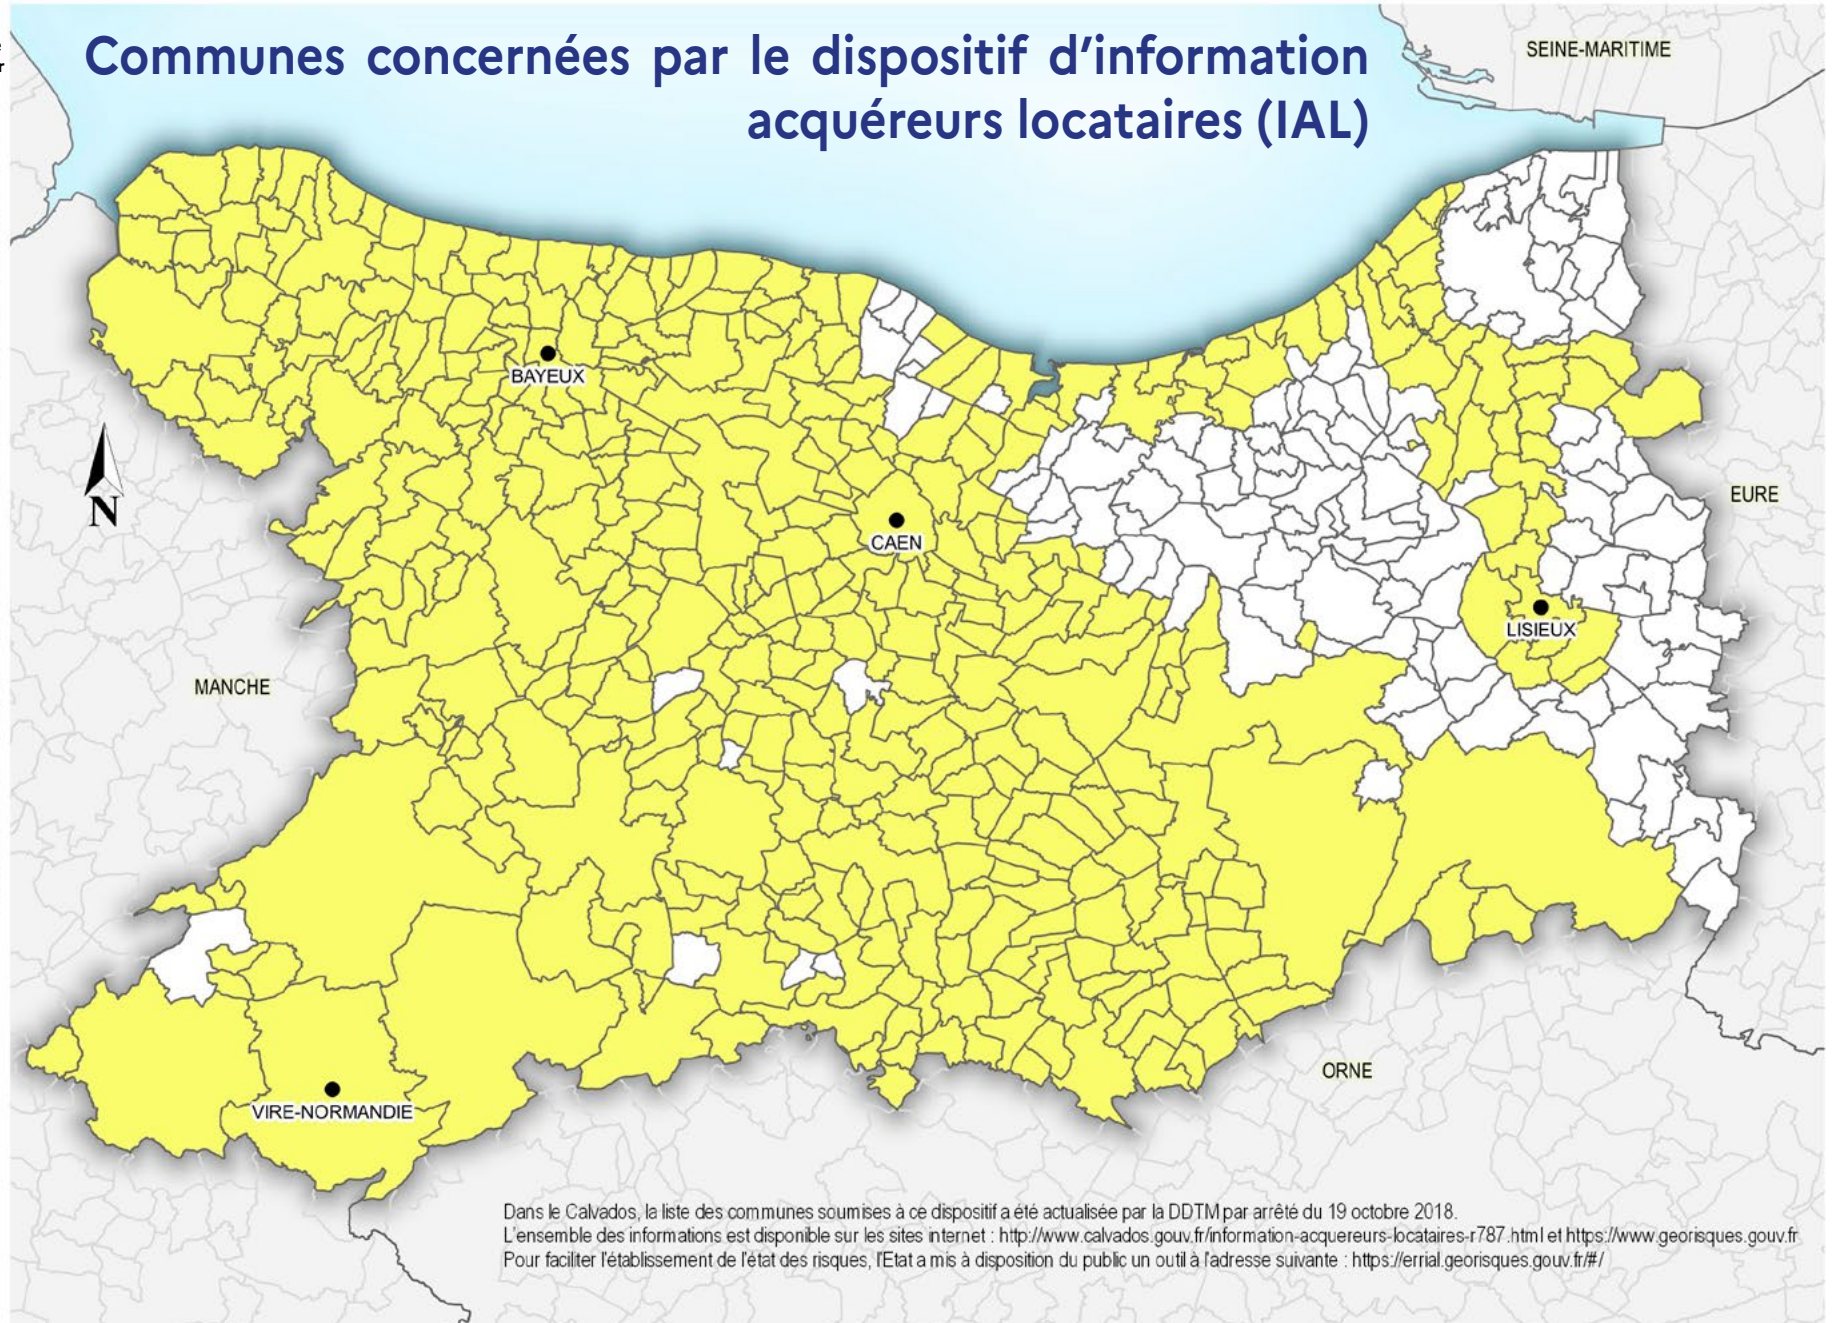 Communes concernées par le dispositif d'information
acquéreurs locataires (IAL)
SEINE-MARITIME
BAYEUX
N
CAEN
EURE
LISIEUX
MANCHE
ORNE
VIRE-NORMANDIE
Dans le Calvados, la liste des communes soumises à ce dispositif a été actualisée par la DDTM par arrêté du 19 octobre 2018.
L'ensemble des informations est disponible sur les sites internet : http://www.calvados.gouv.fr/information-acquereurs-locataires-r787.html et https://www.georisques.gouv.fr
Pour faciliter l'établissement de l'état des risques, l'Etat a mis à disposition du public un outil à l'adresse suivante : https://errial.georisques.gouv.fr/#/